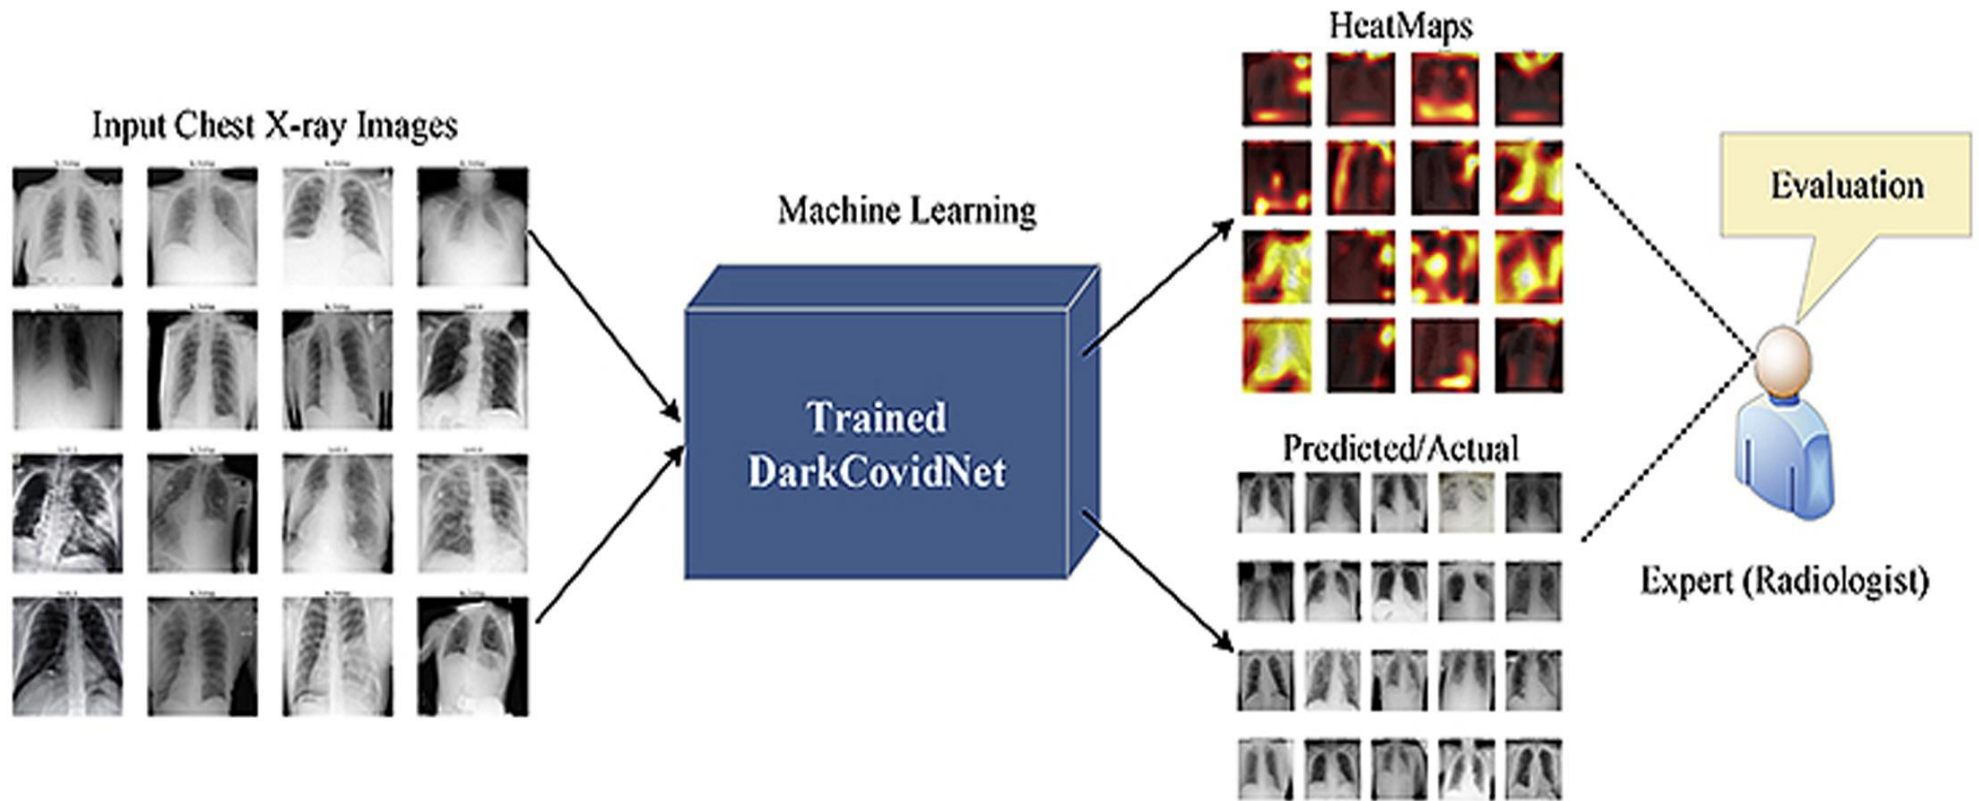 Input Chest X-ray Images
Machine Learning
Trained
DarkCovidNet
HeatMaps
Predicted/Actual
Evaluation
Expert (Radiologist)